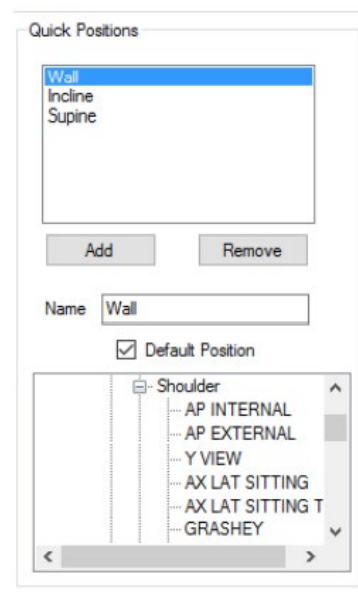 Quick Positions
Wall
Incline
Supine
Add Remove
Name Wall
Default Position
Shoulder
AP INTERNAL
AP EXTERNAL
Y VIEW
AX LAT SITTING
AX LAT SITTING T
GRASHEY